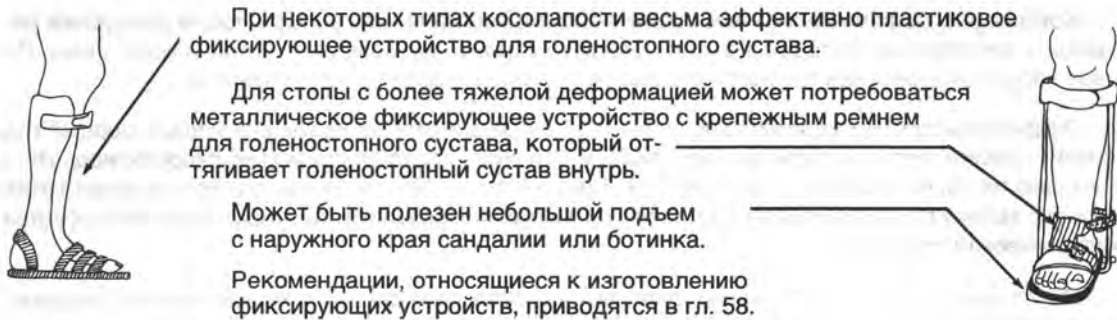 При некоторых типах косолапости весьма эффективно пластиковое
фиксирующее устройство для голеностопного сустава.
Для стопы с более тяжелой деформацией может потребоваться
металлическое фиксирующее устройство с крепежным ремнем
для голеностопного сустава, который от-
тягивает голеностопный сустав внутрь.
Может быть полезен небольшой подъем
с наружного края сандалии или ботинка.
Рекомендации, относящиеся к изготовлению
фиксирующих устройств, приводятся в гл. 58.